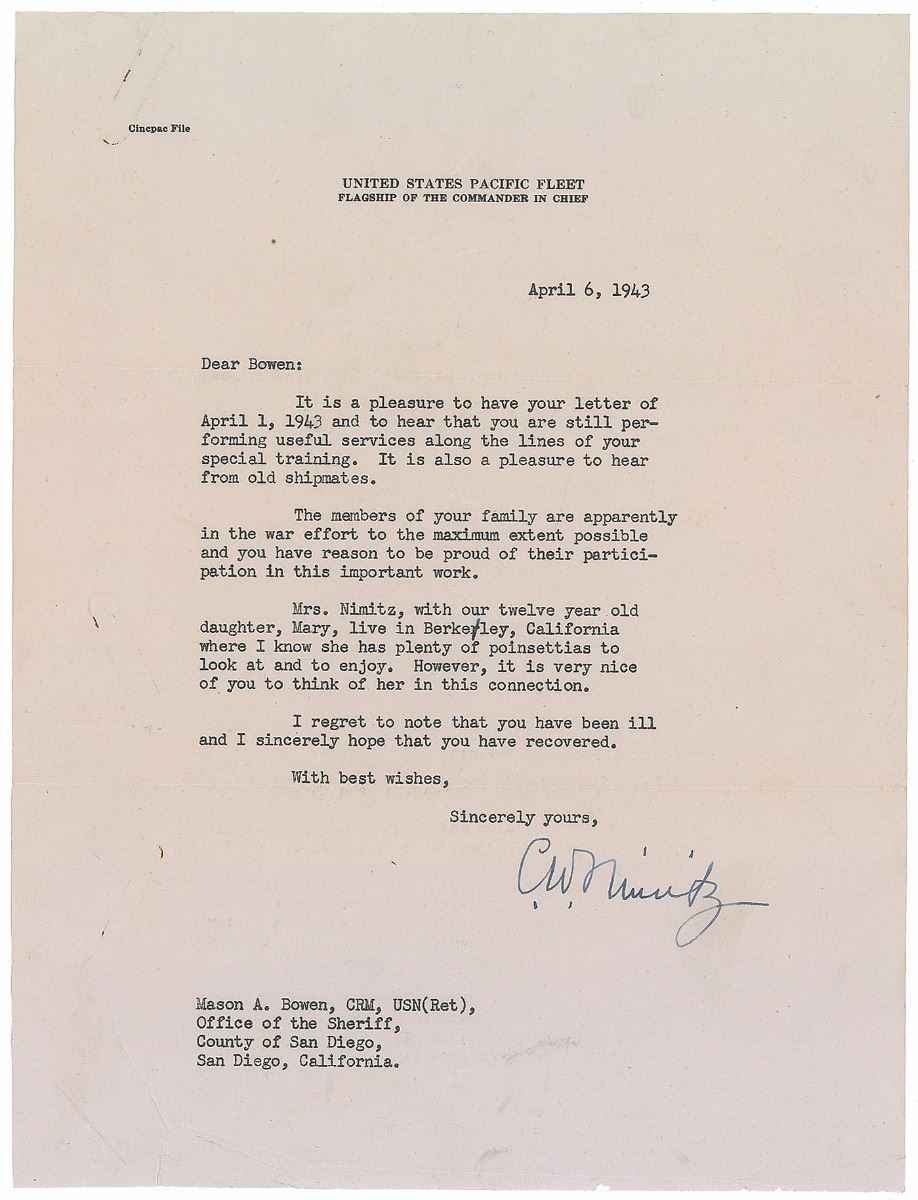 Cincpac File
UNITED STATES PACIFIC FLEET
FLAGSHIP OF THE COMMANDER IN CHIEF
April 6, 1943
Dear Bowen:
It is a pleasure to have your letter of
April 1, 1943 and to hear that you are still per-
forming useful services along the lines of your
special training. It is also a pleasure to hear
from old shipmates.
The members of your family are apparently
in the war effort to the maximum extent possible
and you have reason to be proud of their partici-
pation in this important work.
Mrs. Nimitz, with our twelve year old
daughter, Mary, live in Berkeley, California
where I know she has plenty of poinsettias to
look at and to enjoy. However, it is very nice
of you to think of her in this connection.
I regret to note that you have been ill
and I sincerely hope that you have recovered.
With best wishes,
Sincerely yours,
C.W. Nimitz
Mason A. Bowen, CRM, USN(Ret),
Office of the Sheriff,
County of San Diego,
San Diego, California.